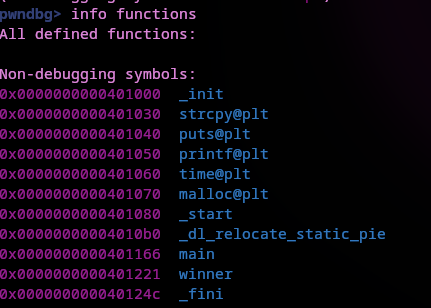 pwndbg> info functions
All defined functions:
Non-debugging symbols:
0x0000000000401000 _init
0x0000000000401030 strcpy@plt
0x0000000000401040 puts@plt
0x0000000000401050 printf@plt
0x0000000000401060 time@plt
0x0000000000401070 malloc@plt
0x0000000000401080 _start
0x00000000004010b0 _dl_relocate_static_pie
0x0000000000401166 main
0x0000000000401221 winner
0x000000000040124c _fini